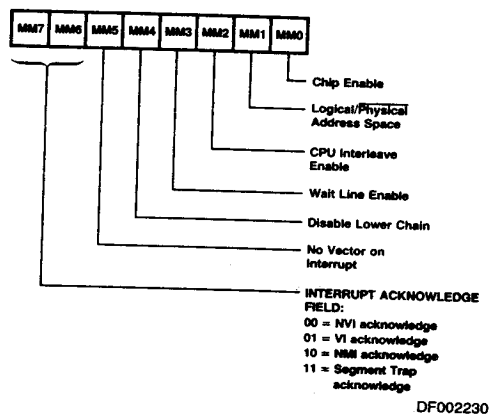 MM7 MM6 MM5 MM4 MM3 MM2 MM1 MM0
Chip Enable
Logical/Physical
Address Space
CPU Interleave
Enable
Wait Line Enable
Disable Lower Chain
No Vector on
Interrupt
INTERRUPT ACKNOWLEDGE
FIELD:
00 = NVI acknowledge
01 = VI acknowledge
10 = NMI acknowledge
11 = Segment Trap
acknowledge
DF002230